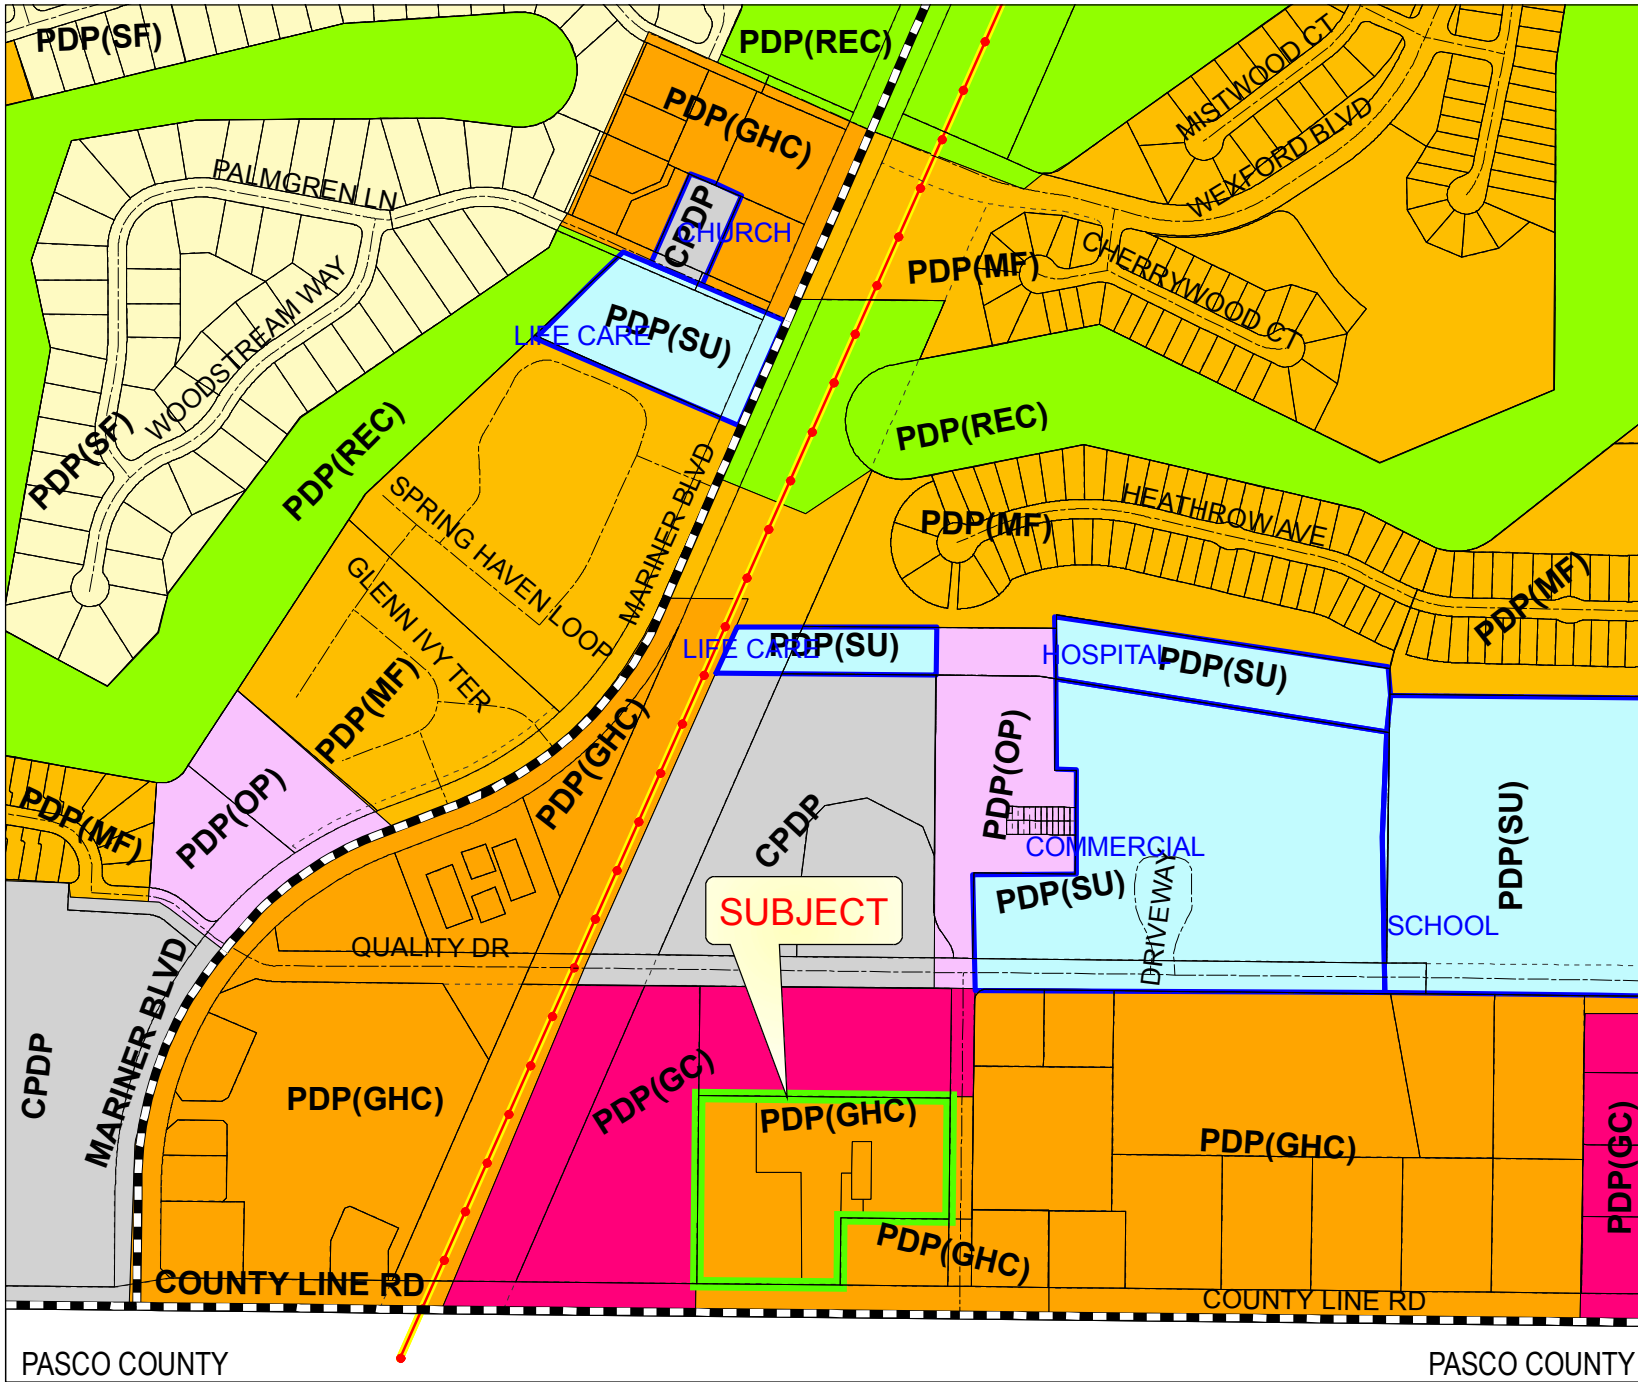 PDP(SF)
PDP(REC)
MISTWOOD CT
PDP(GHC)
WEXFORD BLVD
PALMGREN LN
CPDP
CHURCH
PDP(MF)
CHERRYWOOD CT
WOODSTREAM WAY
PDP(SU)
LIFE CARE
PDP(SF)
PDP(REC)
PDP(REC)
SPRING HAVEN LOOP
MARINER BLVD
HEATHROW AVE
PDP(MF)
PDP(MF)
GLENN IVY TER
LIFE CARE
PDP(SU)
HOSPITAL
PDP(SU)
PDP(MF)
PDP(GHC)
PDP(OP)
PDP(OP)
PDP(MF)
CPDP
COMMERCIAL
PDP(SU)
PDP(SU)
DRIVEWAY
SUBJECT
SCHOOL
QUALITY DR
MARINER BLVD
CPDP
PDP(GHC)
PDP(GC)
PDP(GHC)
PDP(GHC)
PDP(GC)
PDP(GHC)
COUNTY LINE RD
COUNTY LINE RD
PASCO COUNTY
PASCO COUNTY